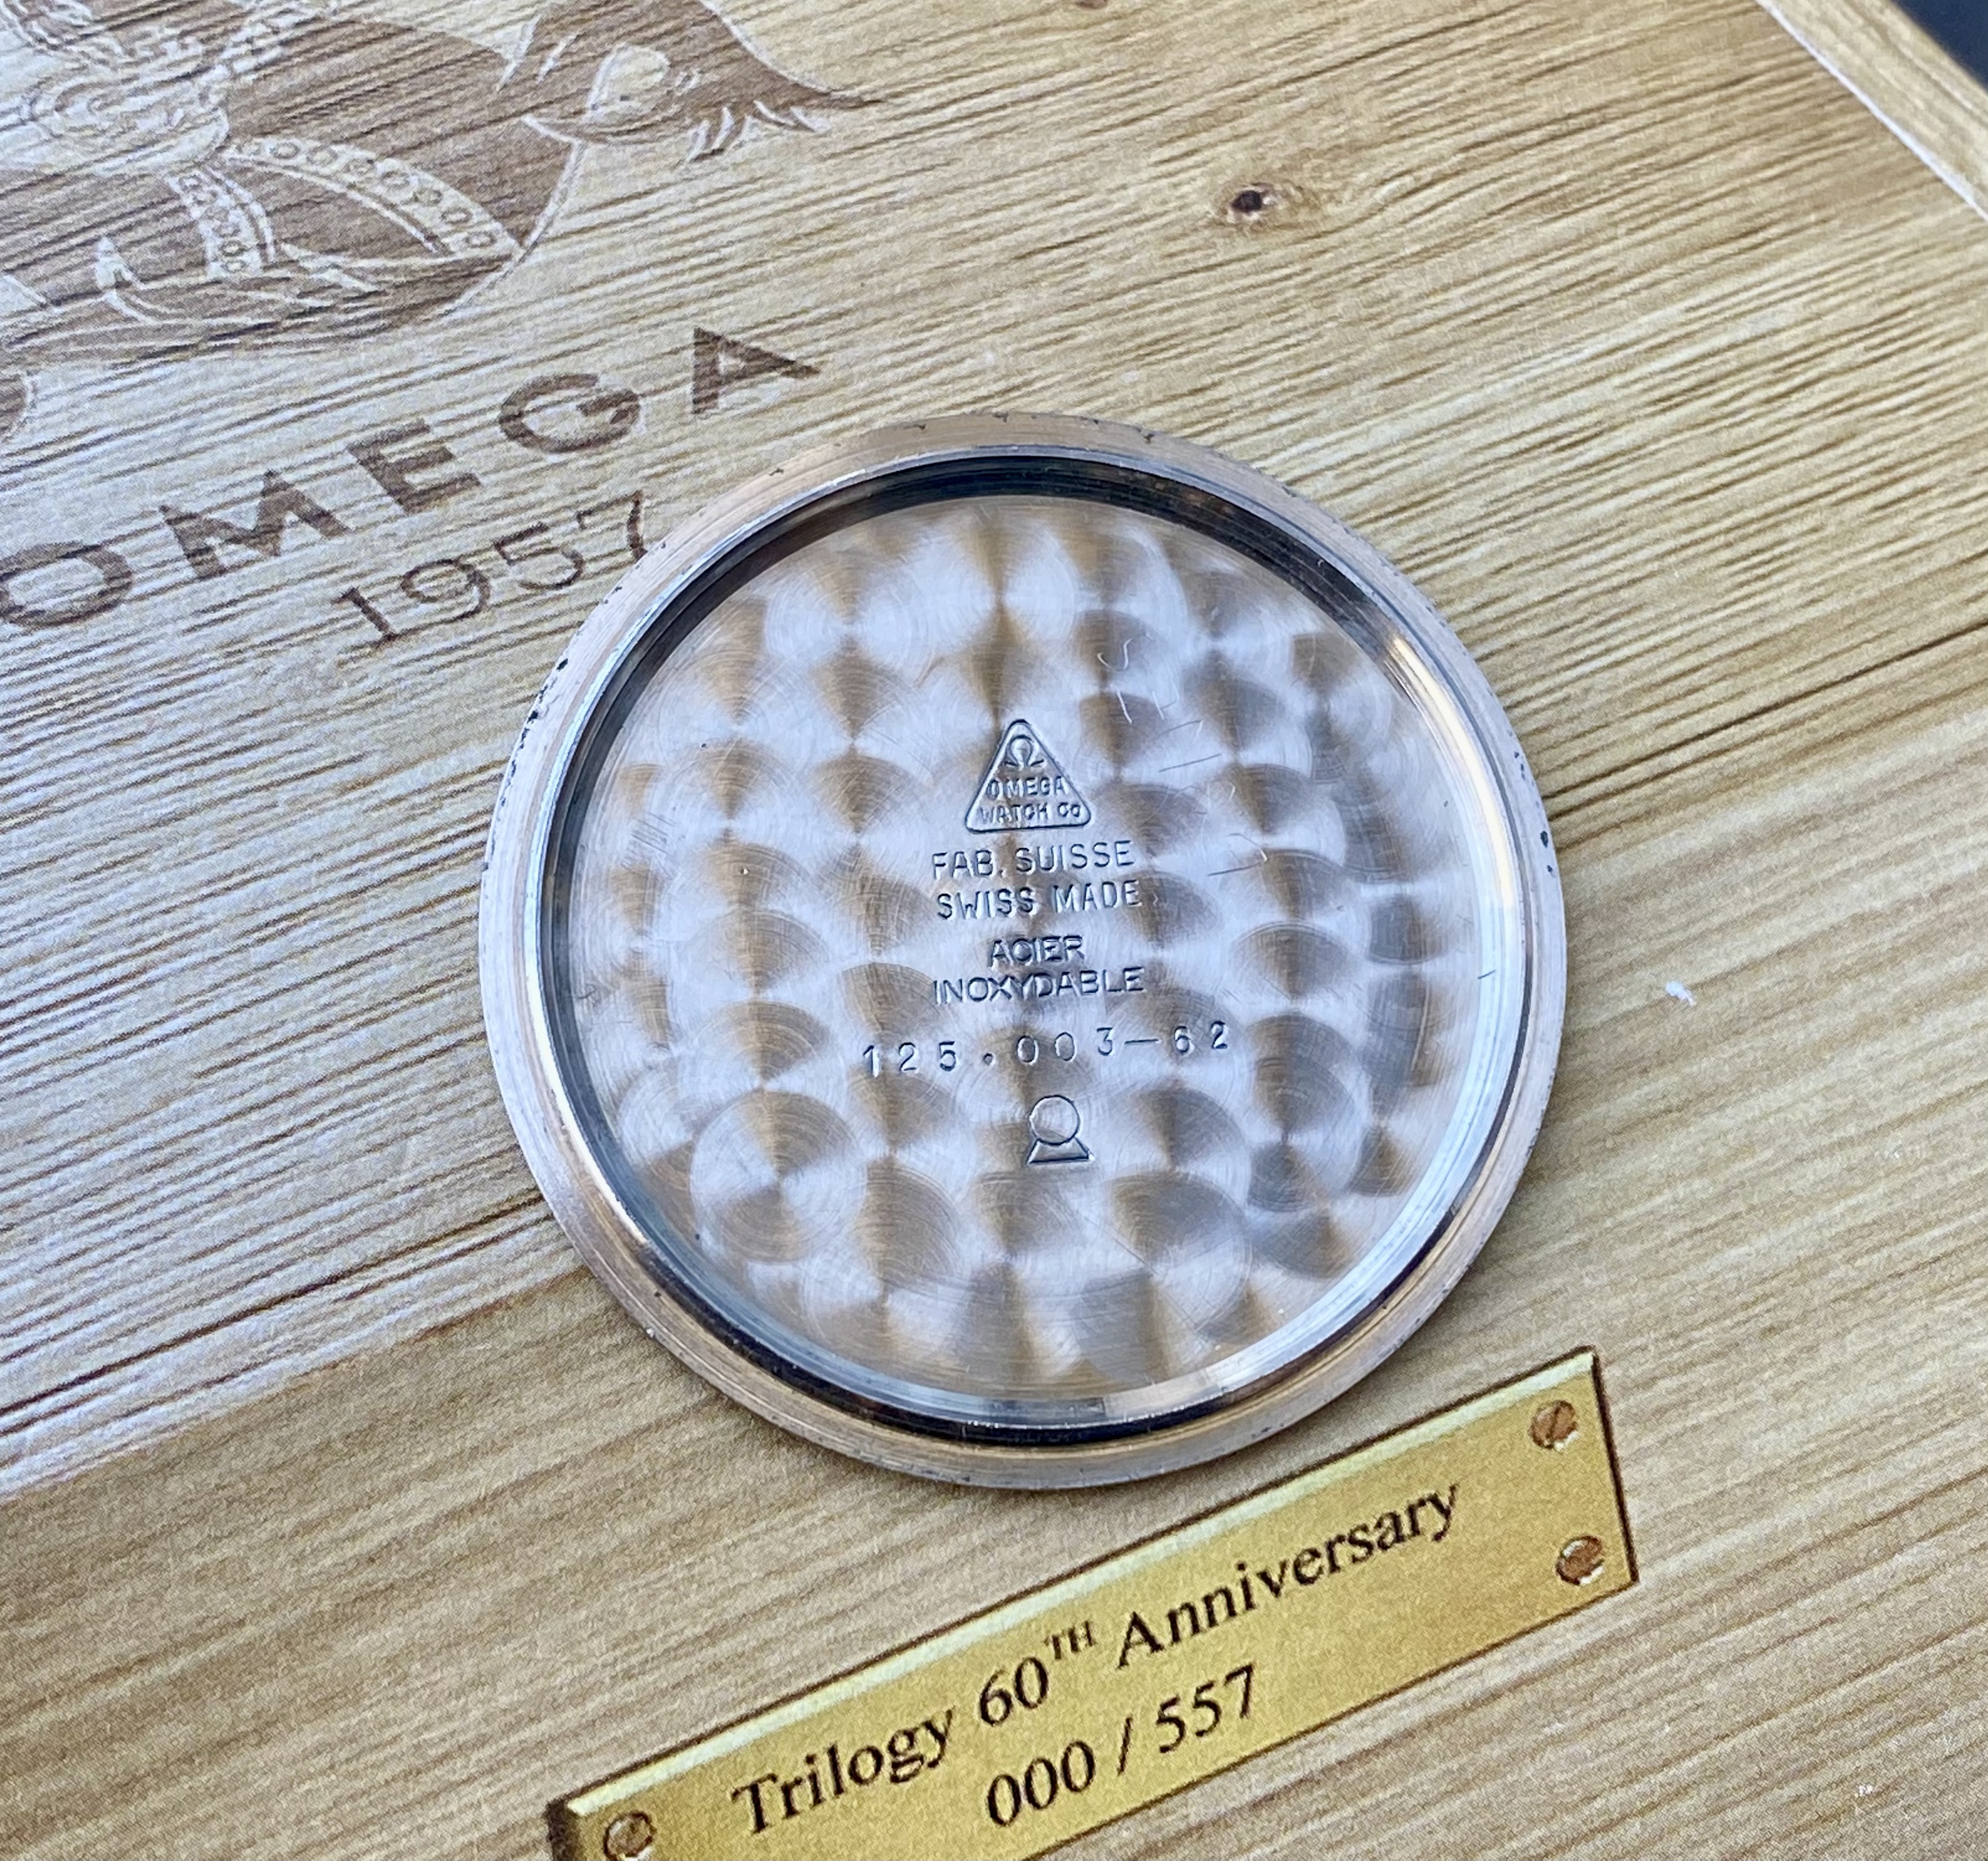 OMEGA
1957
Ω
OMEGA
WATCH Co
FAB. SUISSE
SWISS MADE
ACIER
INOXYDABLE
125.003-62
Trilogy 60TH Anniversary
000 / 557